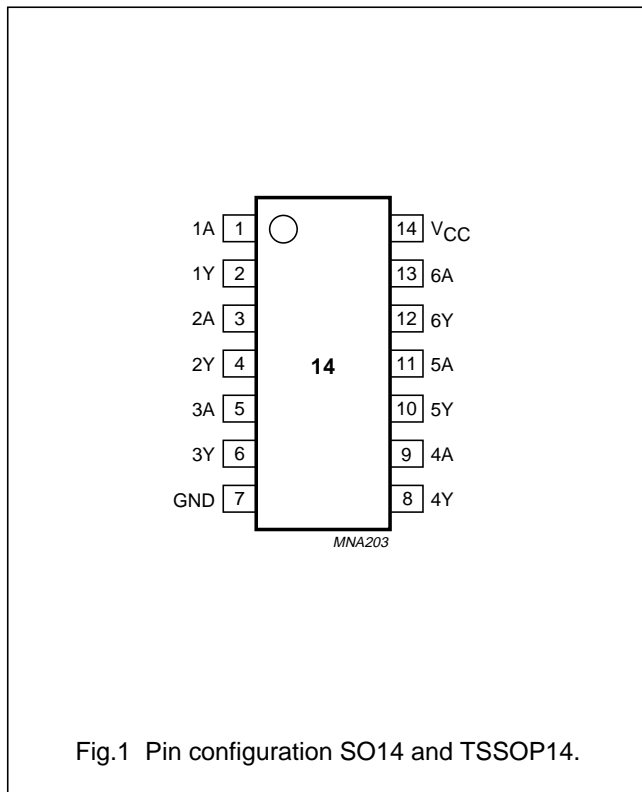 1A 1 14 VCC
1Y 2 13 6A
2A 3 12 6Y
2Y 4 14 11 5A
3A 5 10 5Y
3Y 6 9 4A
GND 7 8 4Y
MNA203
Fig.1 Pin configuration SO14 and TSSOP14.